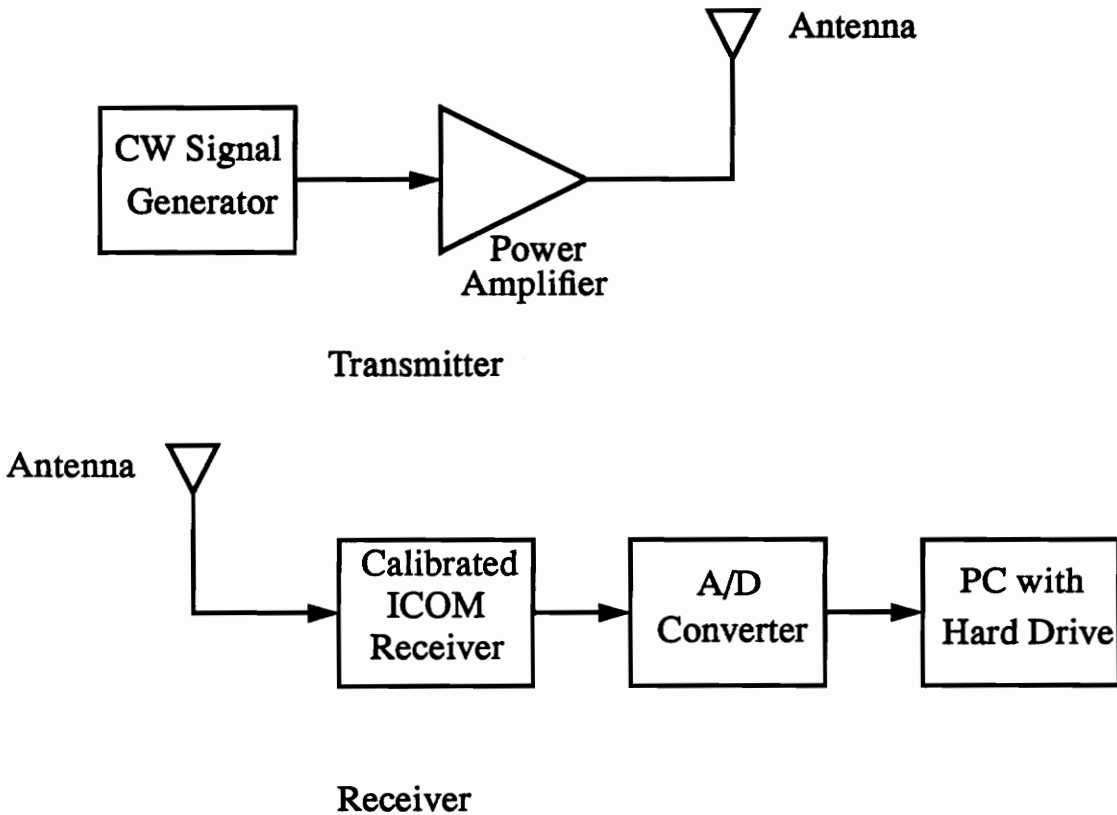 Antenna
CW Signal
Generator
Power
Amplifier
Transmitter
Antenna
Calibrated
ICOM
Receiver
A/D
Converter
PC with
Hard Drive
Receiver